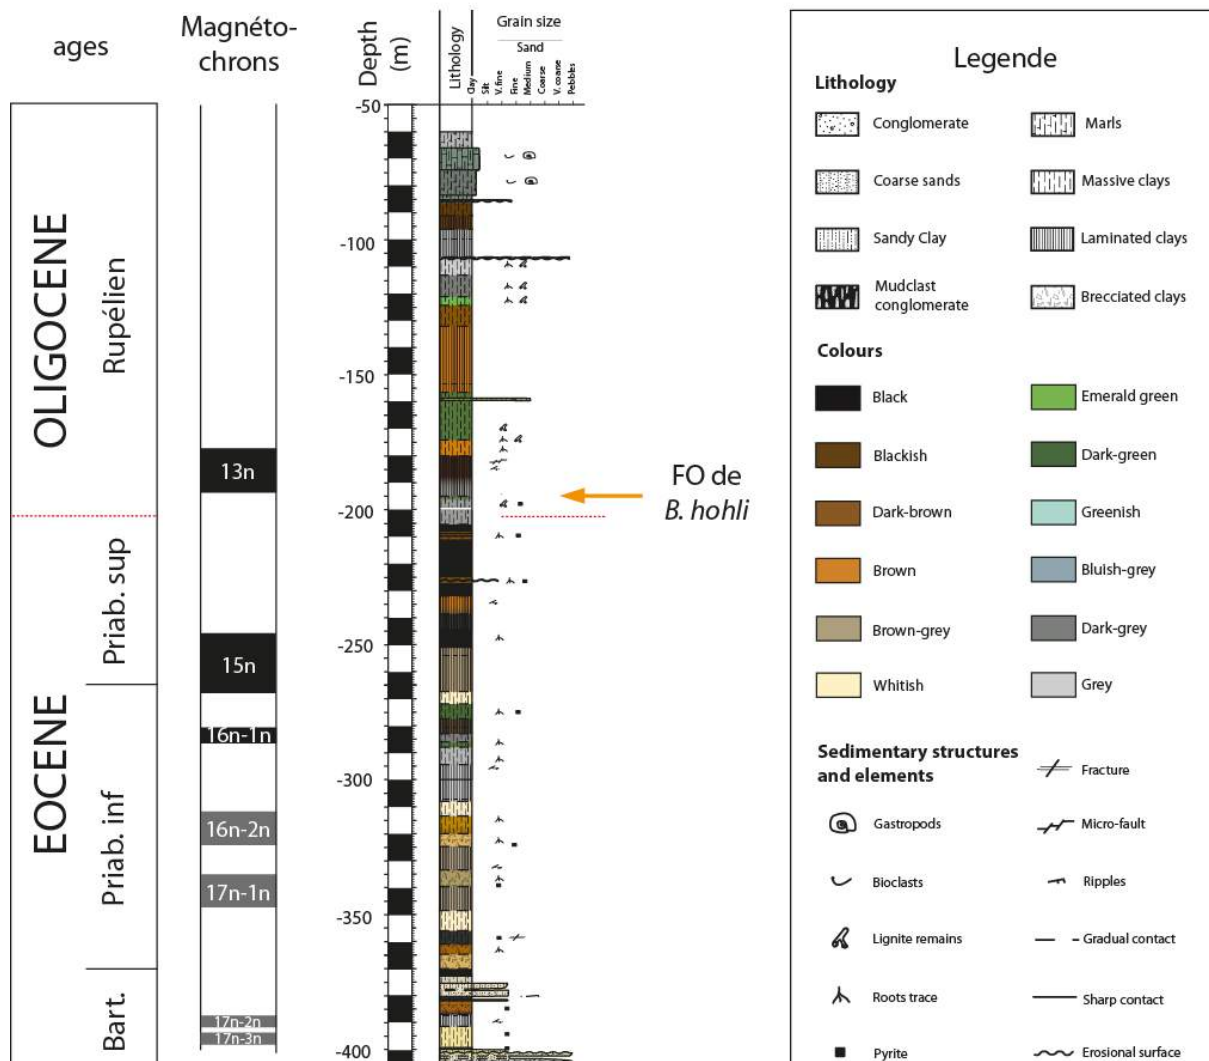 ages
Magnéto-
chrons
Depth
(m)
Lithology
Grain size
Sand
Clay
Silt
V. fine
Fine
Medium
Coarse
V. coarse
Pebbles
OLIGOCENE
Rupélien
EOCENE
Priab. sup
Priab. inf
Bart.
13n
15n
16n-1n
16n-2n
17n-1n
17n-2n
17n-3n
-50
-100
-150
-200
-250
-300
-350
-400
FO de
B. hohli
Legende
Lithology
Conglomerate
Marls
Coarse sands
Massive clays
Sandy Clay
Laminated clays
Mudclast
conglomerate
Brecciated clays
Colours
Black
Emerald green
Blackish
Dark-green
Dark-brown
Greenish
Brown
Bluish-grey
Brown-grey
Dark-grey
Whitish
Grey
Sedimentary structures
and elements
Fracture
Gastropods
Micro-fault
Bioclasts
Ripples
Lignite remains
Gradual contact
Roots trace
Sharp contact
Pyrite
Erosional surface